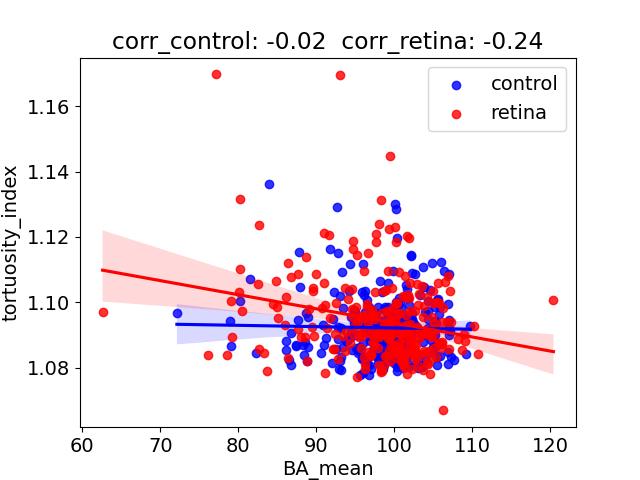 corr_control: -0.02  corr_retina: -0.24
control
retina
1.16
1.14
1.12
1.10
1.08
tortuosity_index
60 70 80 90 100 110 120
BA_mean